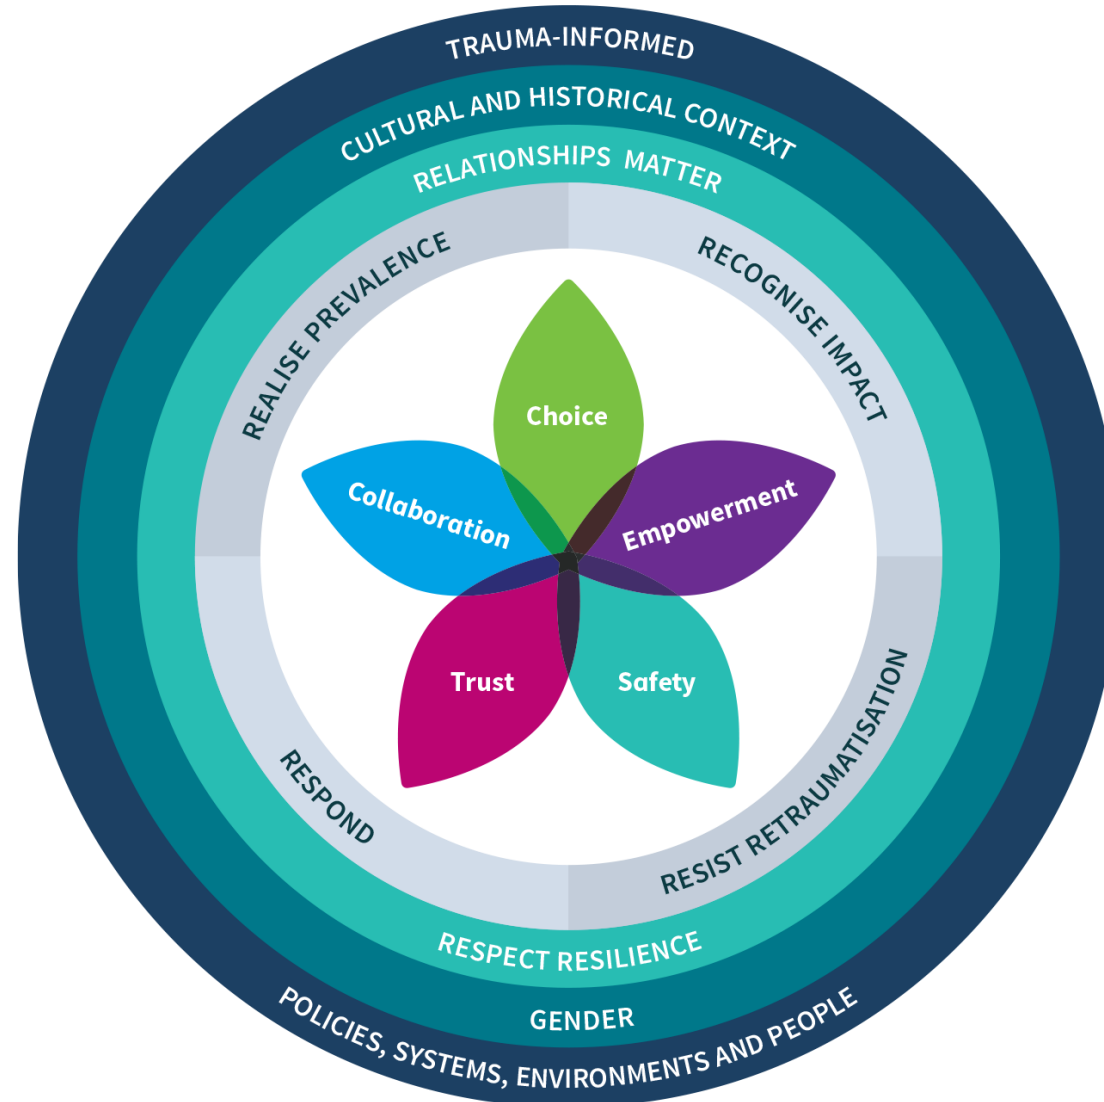 TRAUMA-INFORMED
CULTURAL AND HISTORICAL CONTEXT
RELATIONSHIPS MATTER
REALISE PREVALENCE
RECOGNISE IMPACT
Choice
Collaboration
Empowerment
Trust
Safety
RESPOND
RESIST RETRAUMATISATION
RESPECT RESILIENCE
GENDER
POLICIES, SYSTEMS, ENVIRONMENTS AND PEOPLE